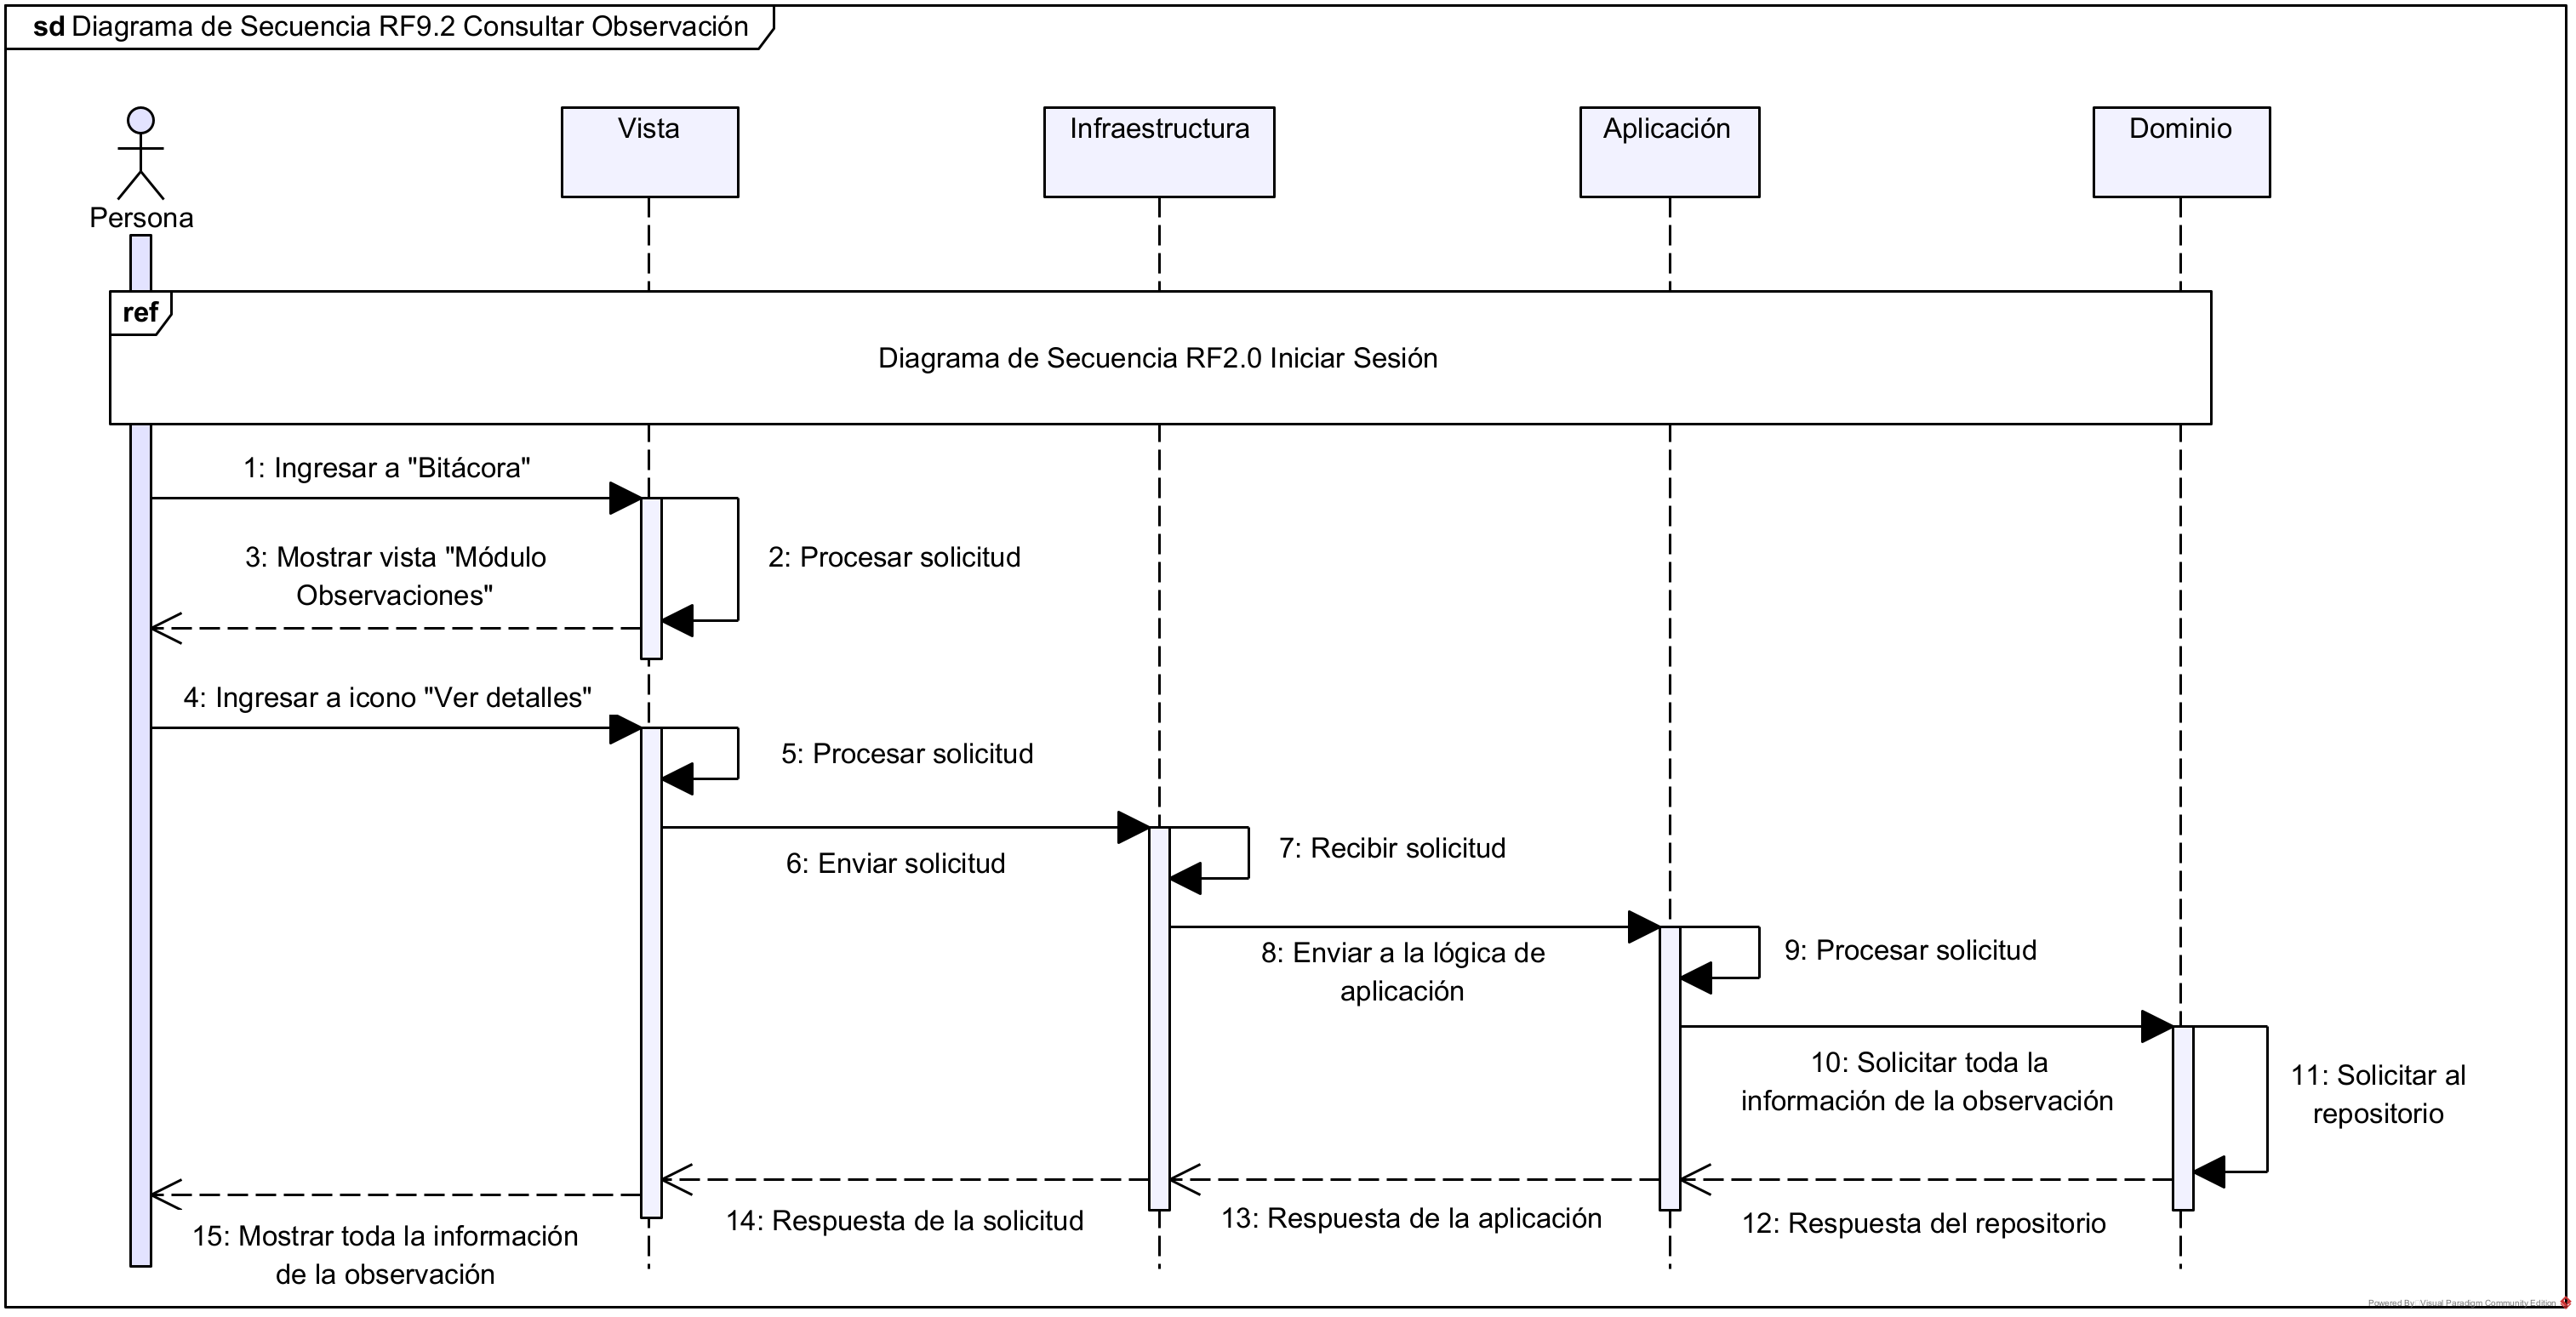 sd Diagrama de Secuencia RF9.2 Consultar Observación
Persona
Vista
Infraestructura
Aplicación
Dominio
ref
Diagrama de Secuencia RF2.0 Iniciar Sesión
1: Ingresar a "Bitácora"
2: Procesar solicitud
3: Mostrar vista "Módulo
Observaciones"
4: Ingresar a icono "Ver detalles"
5: Procesar solicitud
6: Enviar solicitud
7: Recibir solicitud
8: Enviar a la lógica de
aplicación
9: Procesar solicitud
10: Solicitar toda la
información de la observación
11: Solicitar al
repositorio
12: Respuesta del repositorio
13: Respuesta de la aplicación
14: Respuesta de la solicitud
15: Mostrar toda la información
de la observación
Powered By: Visual Paradigm Community Edition